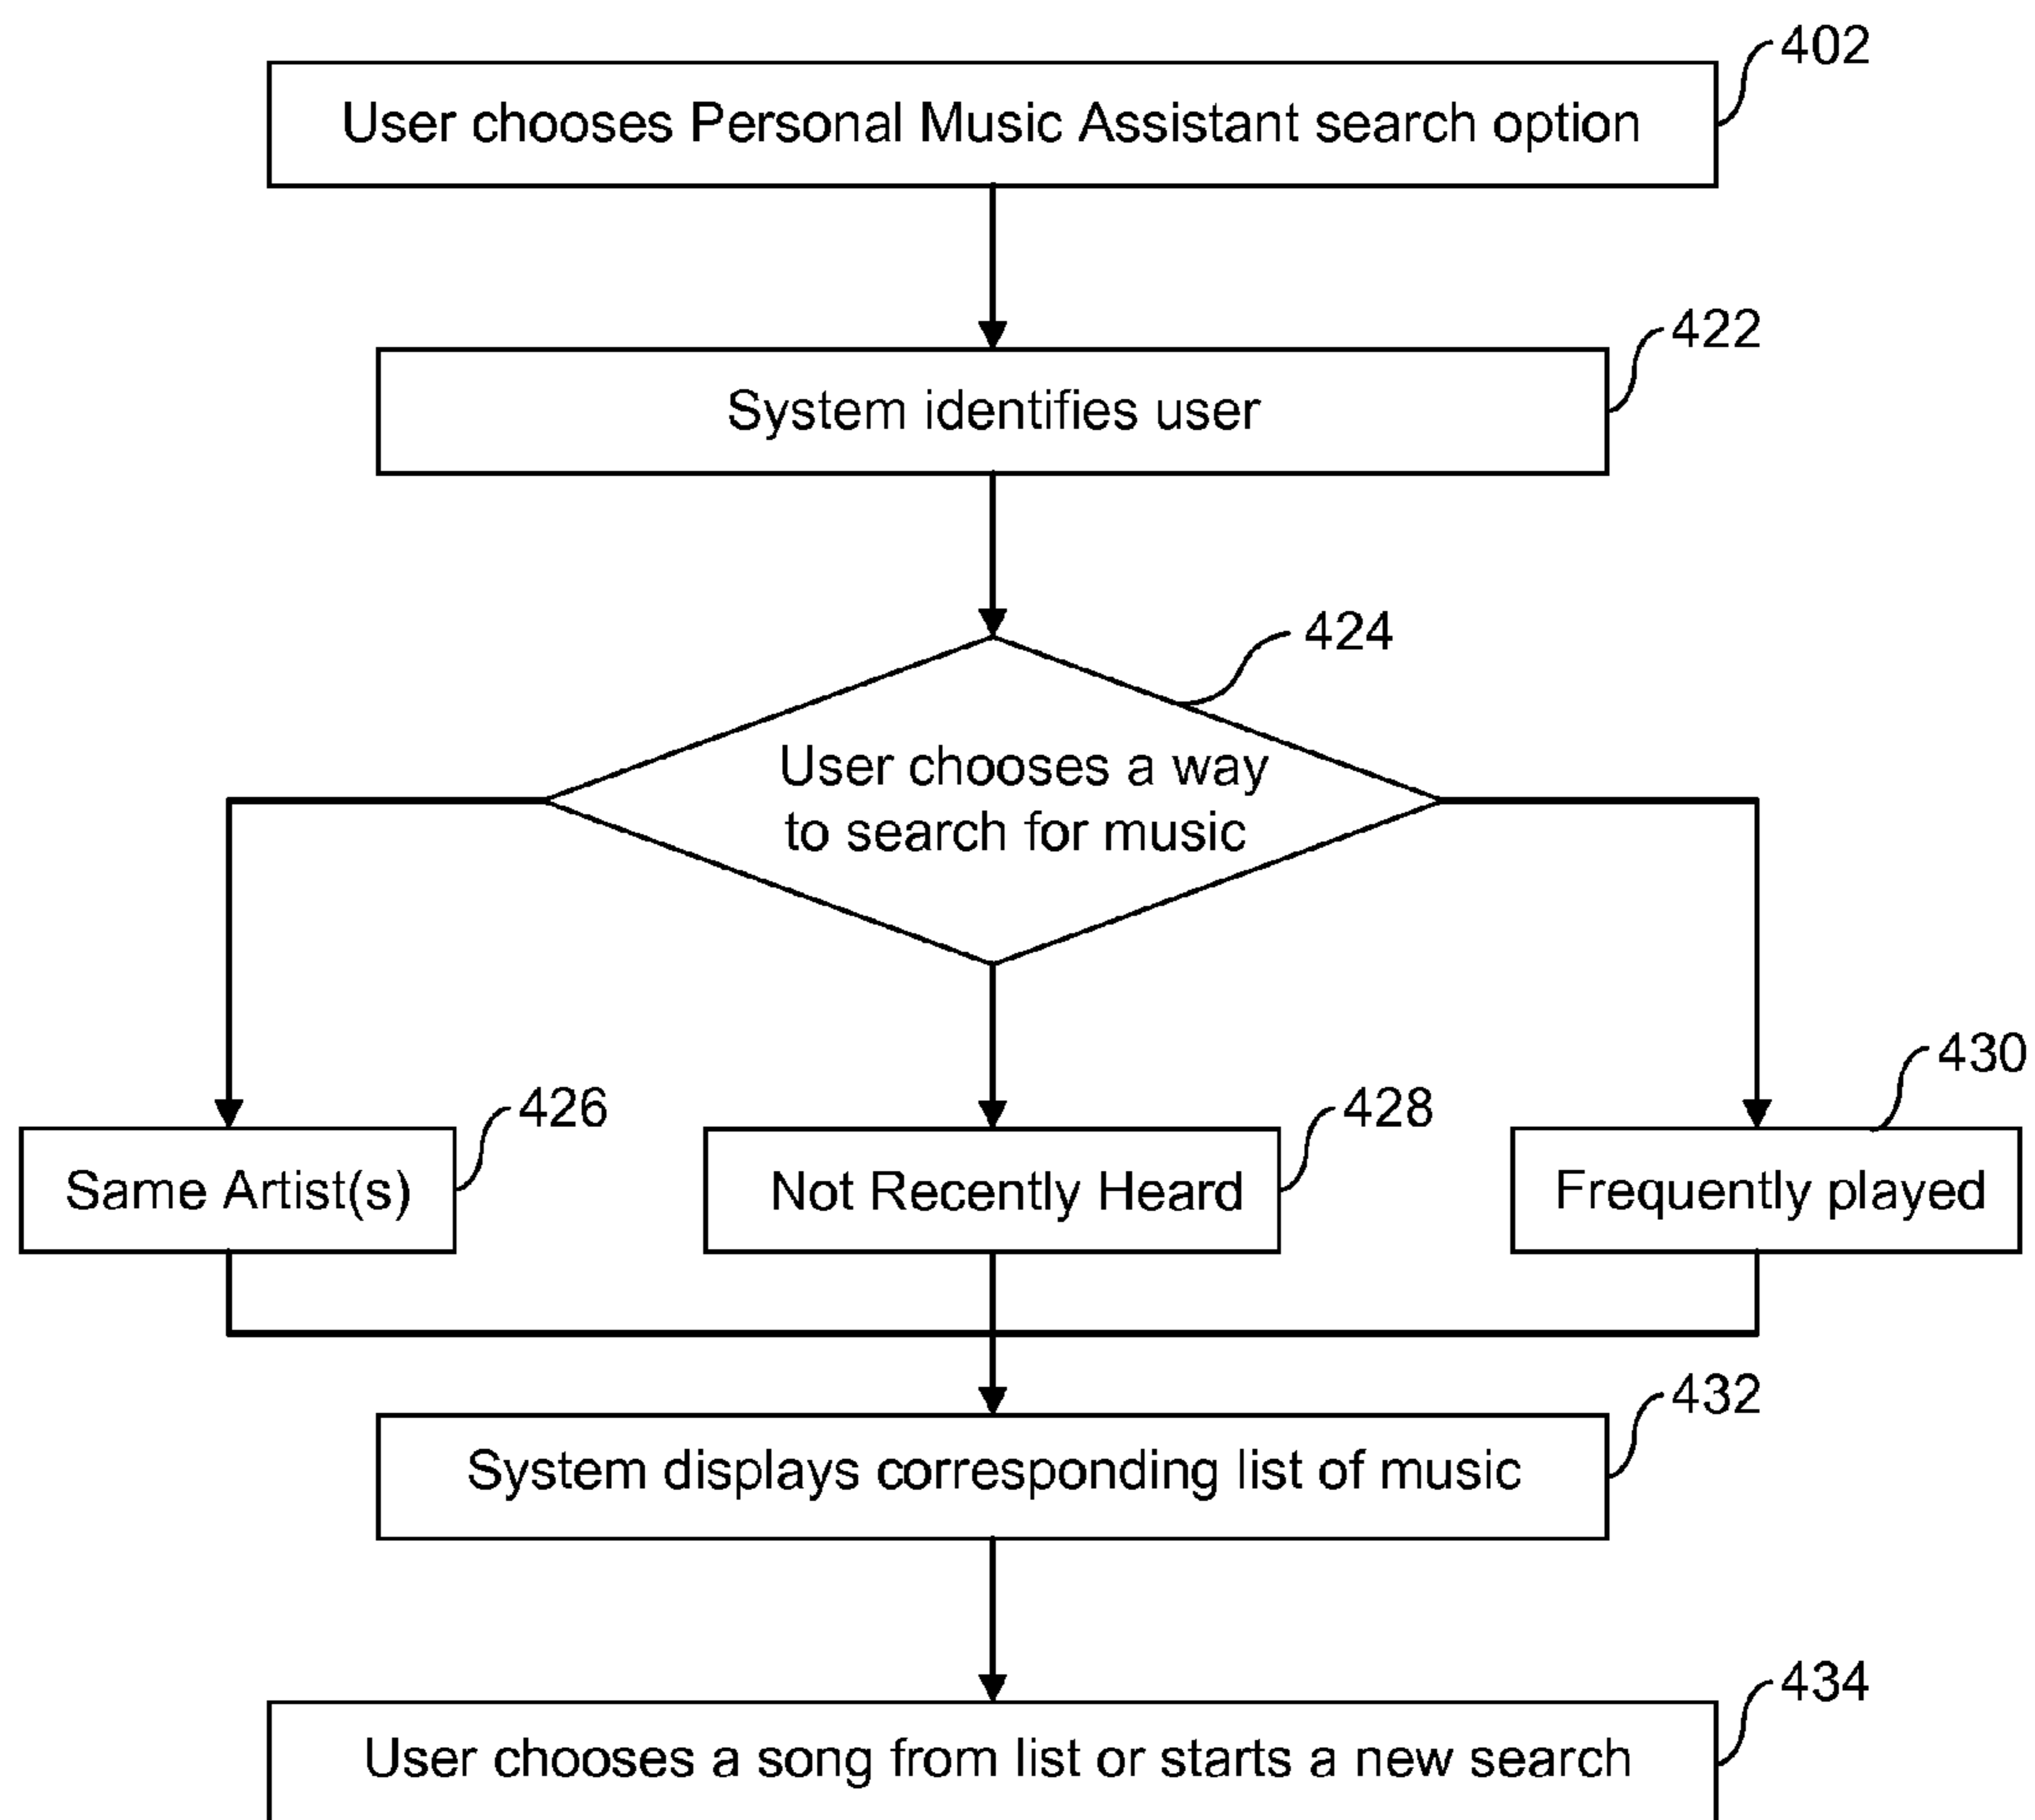 402
User chooses Personal Music Assistant search option
422
System identifies user
424
User chooses a way
to search for music
426
428
430
Same Artist(s)
Not Recently Heard
Frequently played
432
System displays corresponding list of music
434
User chooses a song from list or starts a new search